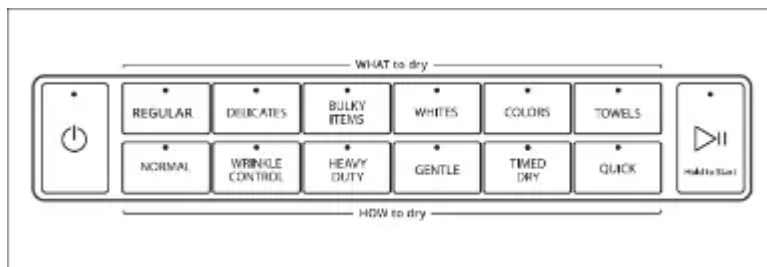 WHAT to dry
REGULAR
DELICATES
BULKY
ITEMS
WHITES
COLORS
TOWELS
NORMAL
WRINKLE
CONTROL
HEAVY
DUTY
GENTLE
TIMED
DRY
QUICK
Hold to Start
HOW to dry